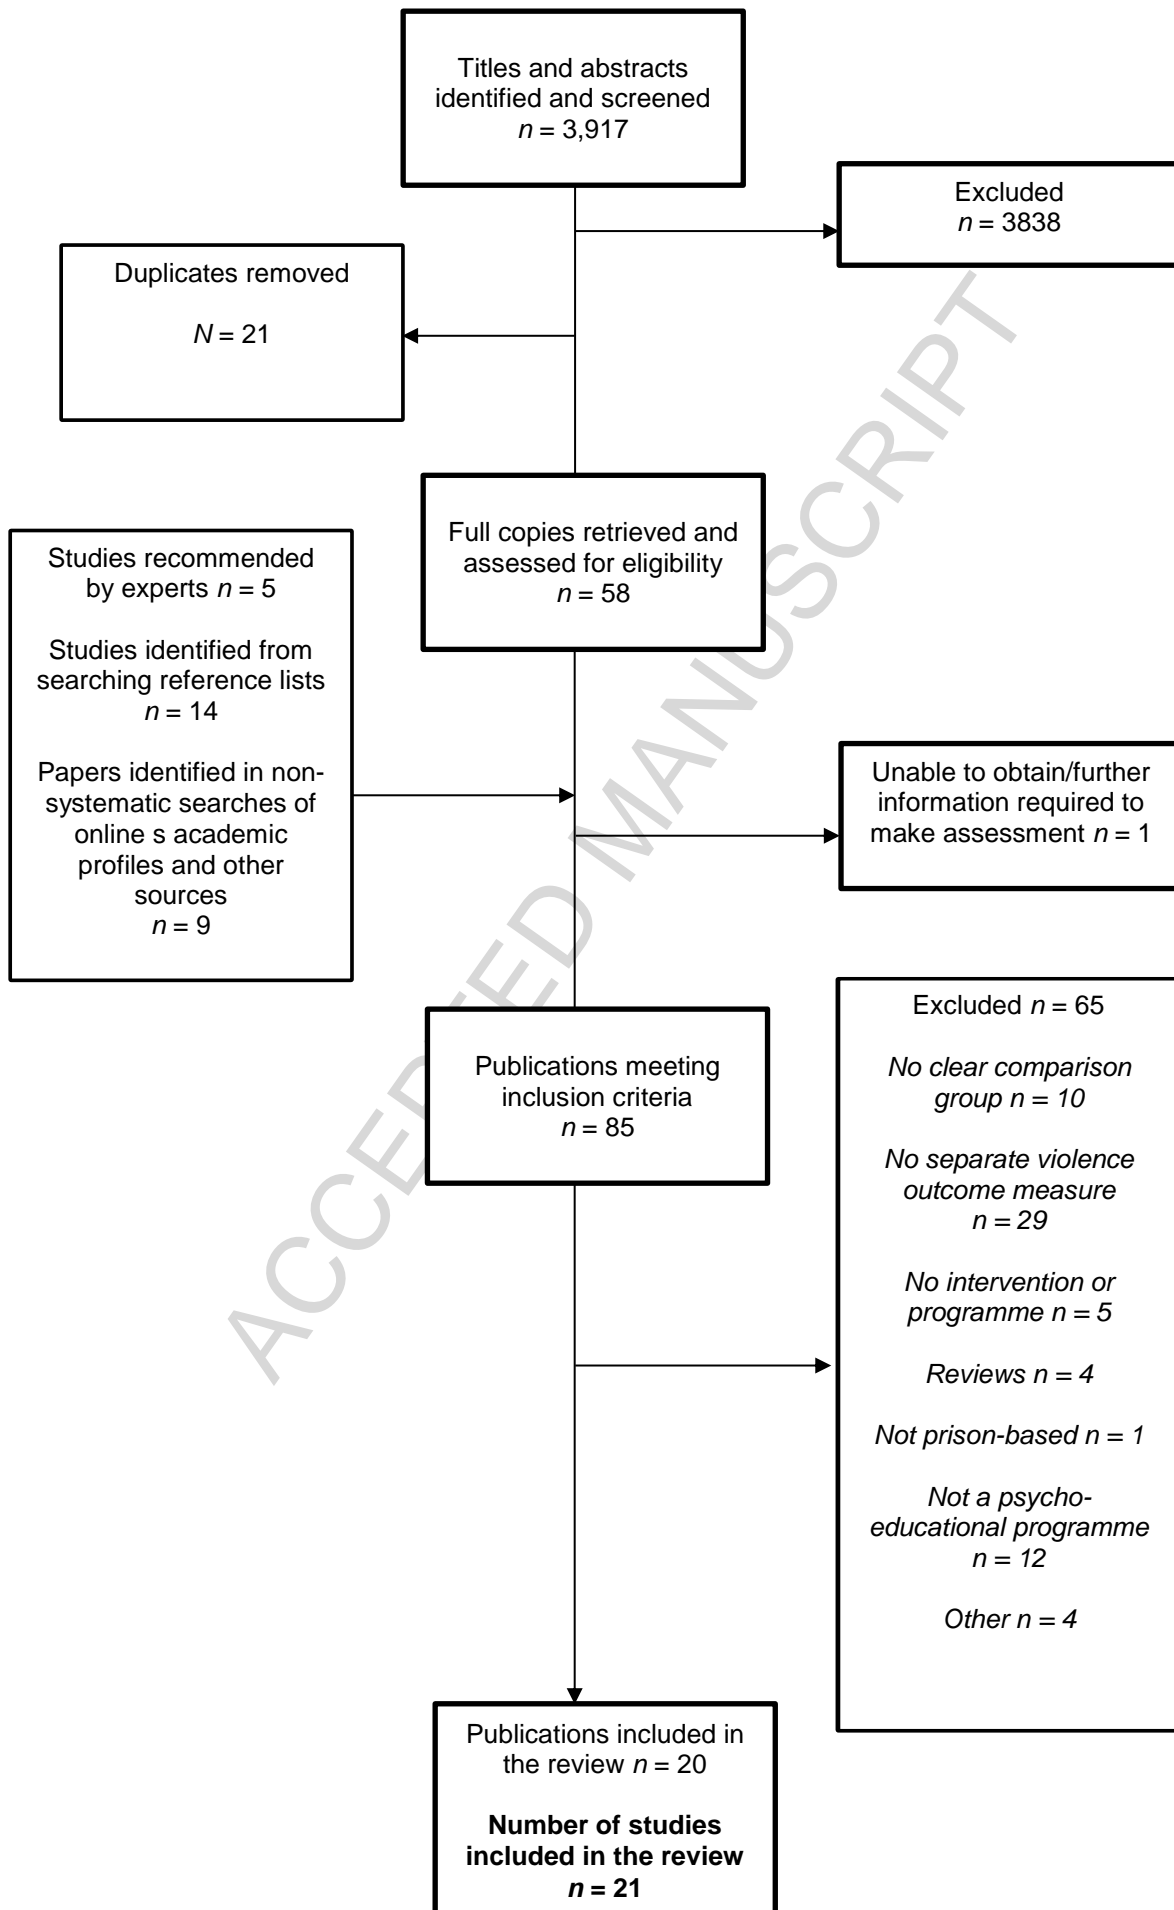 Titles and abstracts
identified and screened
n = 3,917
Excluded
n = 3838
Duplicates removed
N = 21
Full copies retrieved and
assessed for eligibility
n = 58
Studies recommended
by experts n = 5
Studies identified from
searching reference lists
n = 14
Papers identified in non-
systematic searches of
online s academic
profiles and other
sources
n = 9
Unable to obtain/further
information required to
make assessment n = 1
Publications meeting
inclusion criteria
n = 85
Excluded n = 65
No clear comparison
group n = 10
No separate violence
outcome measure
n = 29
No intervention or
programme n = 5
Reviews n = 4
Not prison-based n = 1
Not a psycho-
educational programme
n = 12
Other n = 4
Publications included in
the review n = 20
Number of studies
included in the review
n = 21
ACCEPTED MANUSCRIPT